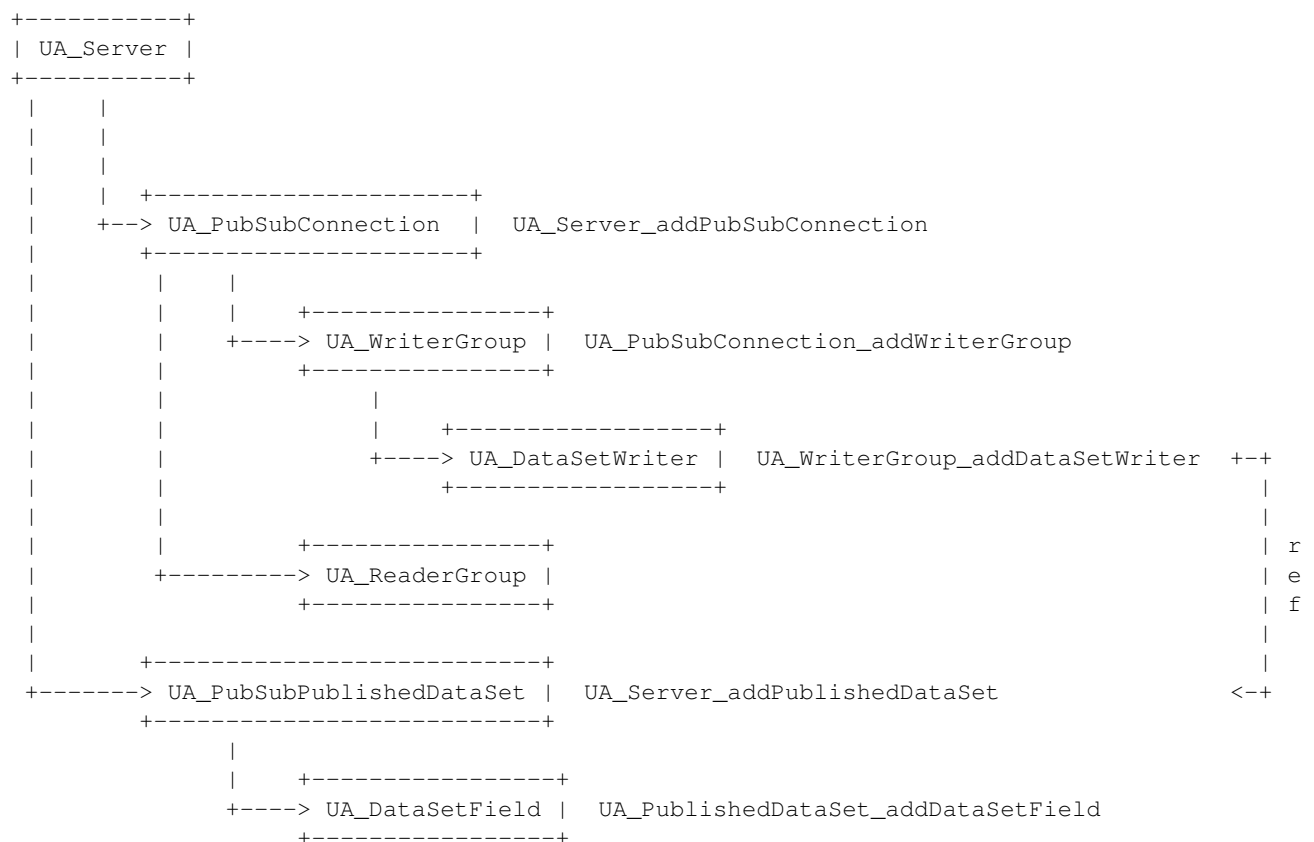 UA_Server
UA_PubSubConnection UA_Server_addPubSubConnection
UA_WriterGroup UA_PubSubConnection_addWriterGroup
UA_DataSetWriter UA_WriterGroup_addDataSetWriter
r
UA_ReaderGroup e
f
UA_PubSubPublishedDataSet UA_Server_addPublishedDataSet
UA_DataSetField UA_PublishedDataSet_addDataSetField